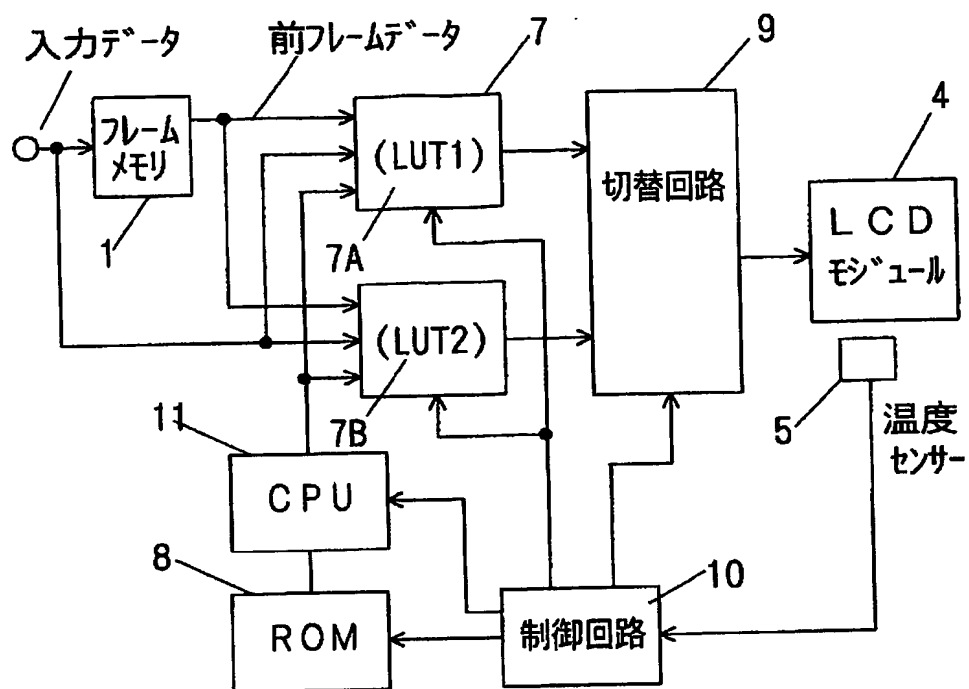 入力データ
前フレームデータ
7
9
4
フレーム
メモリ
1
(LUT1)
7A
切替回路
LCD
モジュール
(LUT2)
7B
5
温度
センサー
11
CPU
8
ROM
10
制御回路